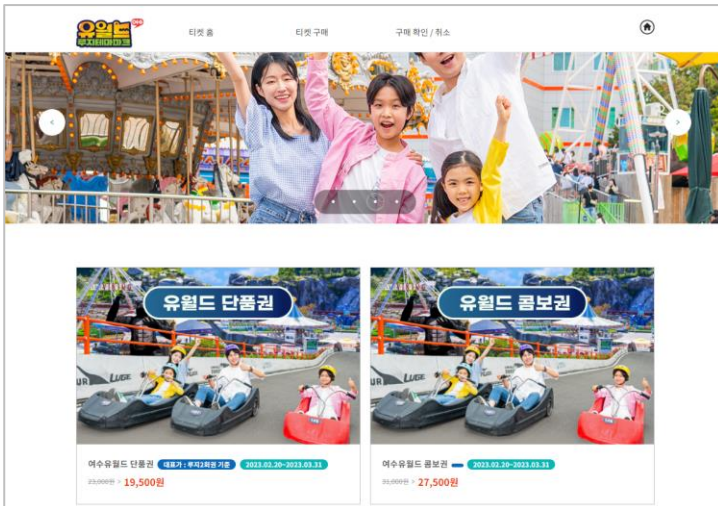 유월드
루지테마파크
티켓 홈
티켓 구매
구매 확인 / 취소
유월드 단품권
유월드 콤보권
LUGE
LUGE
여수유월드 단품권 대표가 : 루지2회권 기준 2023.02.20~2023.03.31
23,000원 > 19,500원
여수유월드 콤보권 2023.02.20~2023.03.31
31,000원 > 27,500원